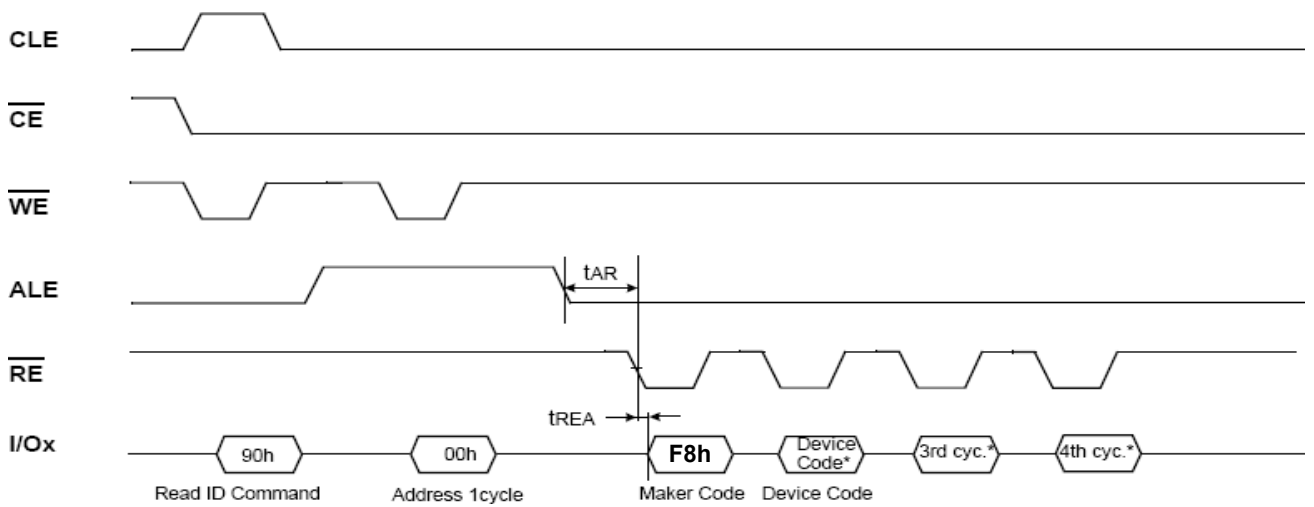 CLE
CE
WE
ALE
tAR
RE
tREA
I/Ox
90h
00h
F8h
Device
Code*
3rd cyc.*
4th cyc.*
Read ID Command
Address 1cycle
Maker Code
Device Code